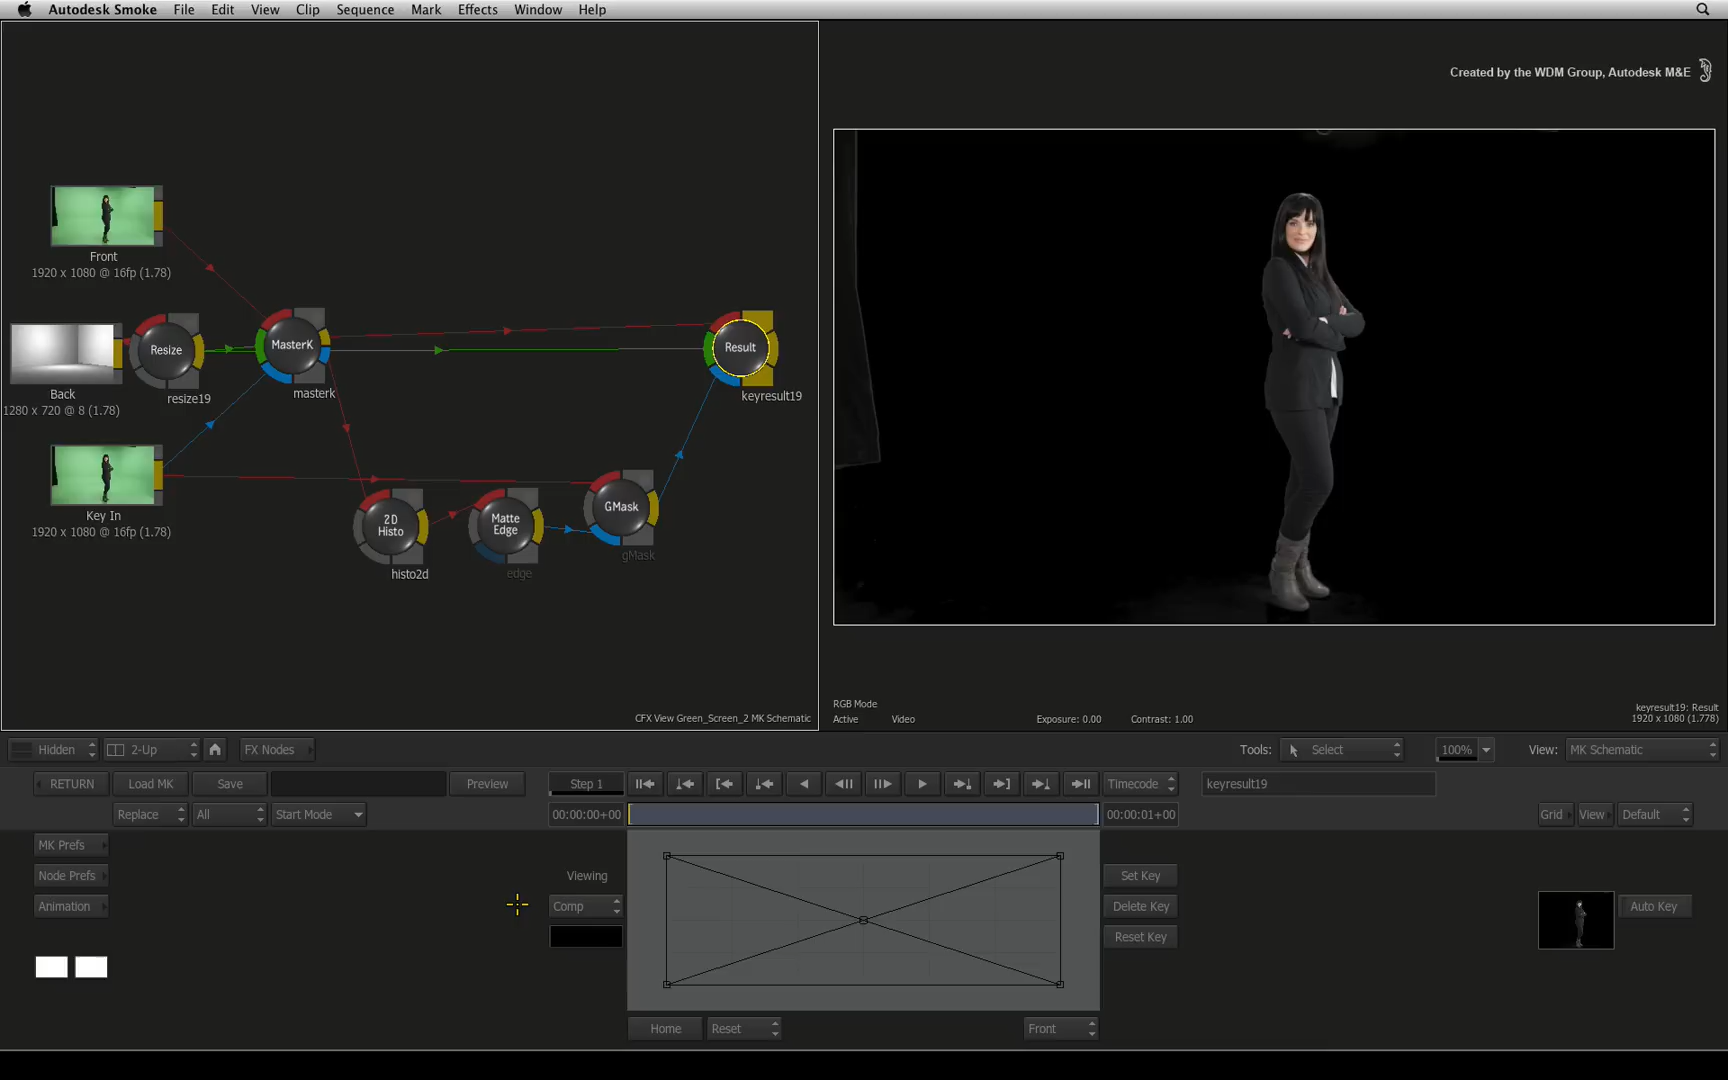 Autodesk Smoke File Edit View Clip Sequence Mark Effects Window Help
Created by the WDM Group, Autodesk M&E
Front
1920 x 1080 @ 16fp (1.78)
Resize
MasterK
Result
Back
resize19
masterk
keyresult19
1280 x 720 @ 8 (1.78)
Key In
1920 x 1080 @ 16fp (1.78)
2D
Histo
Matte
Edge
GMask
histo2d
edge
gMask
CFX View Green_Screen_2 MK Schematic
RGB Mode
Active Video Exposure: 0.00 Contrast: 1.00
keyresult19: Result
1920 x 1080 (1.778)
Hidden 2-Up FX Nodes Tools: Select 100% View: MK Schematic
RETURN Load MK Save Preview Step 1 Timecode keyresult19
Replace All Start Mode 00:00:00+00 00:00:01+00 Grid View Default
MK Prefs
Node Prefs Viewing Set Key
Animation Comp Delete Key Auto Key
Reset Key
Home Reset Front